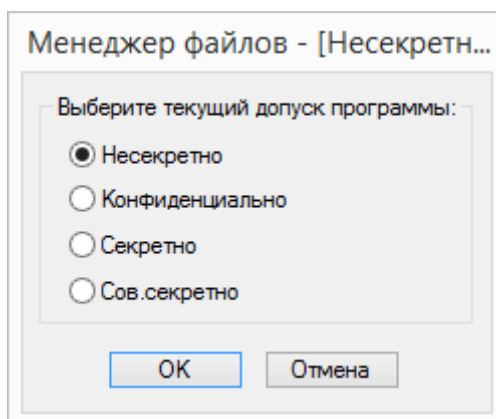 Менеджер файлов - [Несекретн...
Выберите текущий допуск программы:
Несекретно
Конфиденциально
Секретно
Сов.секретно
OK
Отмена